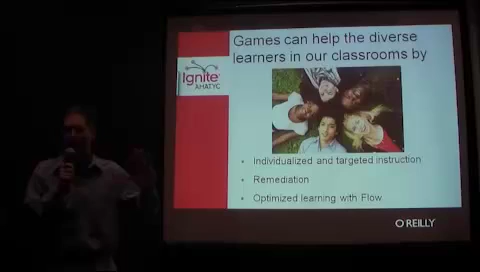 Games can help the diverse
learners in our classrooms by
Ignite
AMATYC
• Individualized and targeted instruction
• Remediation
• Optimized learning with Flow
O'REILLY